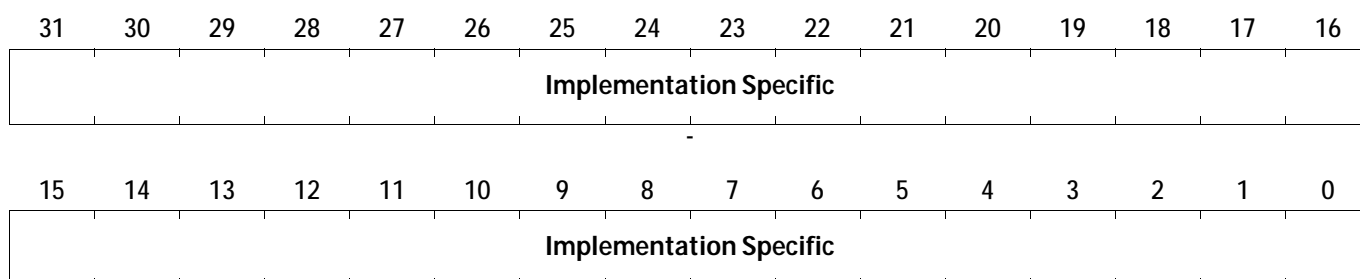 31 30 29 28 27 26 25 24 23 22 21 20 19 18 17 16
Implementation Specific
-
15 14 13 12 11 10 9 8 7 6 5 4 3 2 1 0
Implementation Specific